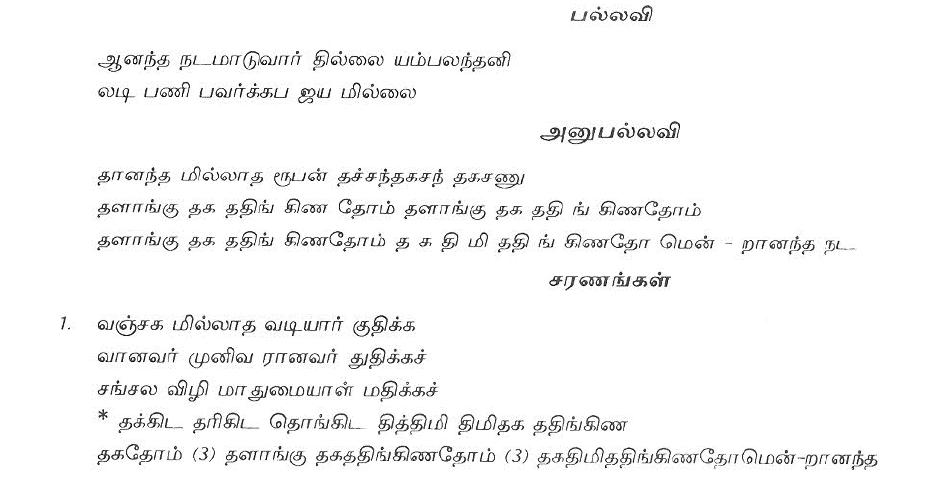 பல்லவி
ஆனந்த நடமாடுவார் தில்லை யம்பலந்தனி
லடி பணி பவர்க்கப ஜய மில்லை
அனுபல்லவி
தானந்த மில்லாத ரூபன் தச்சந்தகசந் தகசணு
தளாங்கு தக ததிங் கிண தோம் தளாங்கு தக ததி ங் கிணதோம்
தளாங்கு தக ததிங் கிணதோம் த க தி மி ததி ங் கிணதோ மென் - றானந்த நட
சரணங்கள்
1. வஞ்சக மில்லாத வடியார் குதிக்க
வானவர் முனிவ ரானவர் துதிக்கச்
சங்சல விழி மாதுமையாள் மதிக்கச்
* தக்கிட தரிகிட தொங்கிட தித்திமி திமிதக ததிங்கிண
தகதோம் (3) தளாங்கு தகததிங்கிணதோம் (3) தகதிமிததிங்கிணதோமென்-றானந்த